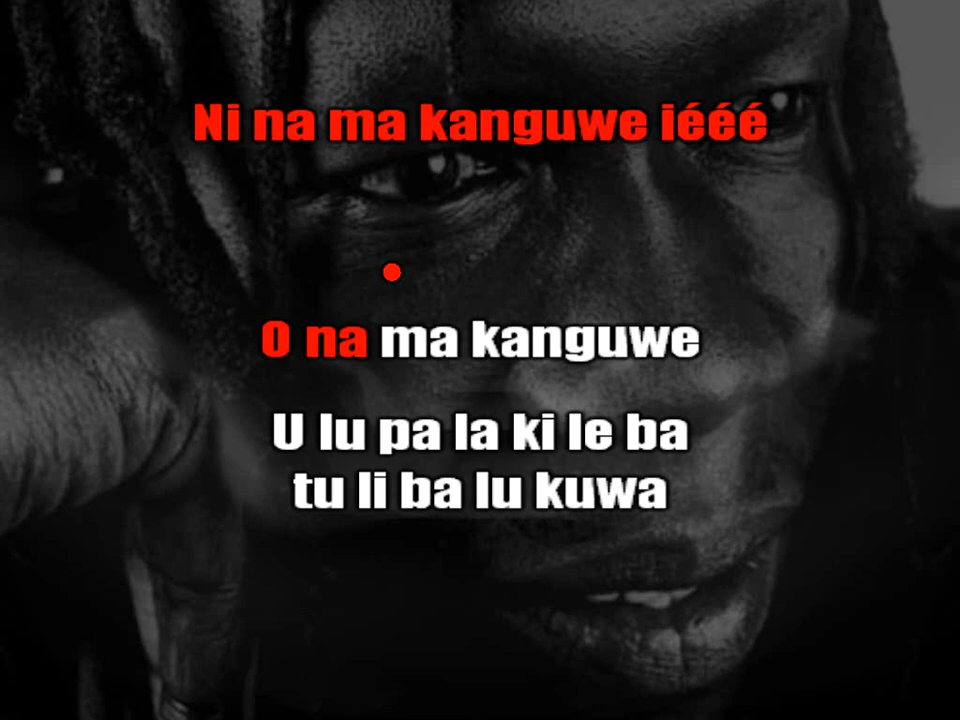 Ni na ma kanguwe iééé
O na ma kanguwe
U lu pa la ki le ba
tu li ba lu kuwa